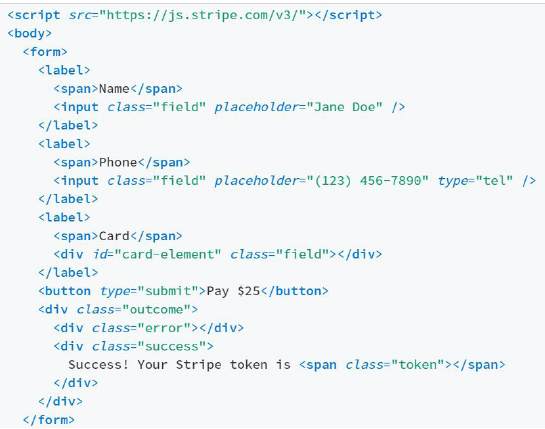 <script src="https://js.stripe.com/v3/"></script>
<body>
<form>
<label>
<span>Name</span>
<input class="field" placeholder="Jane Doe" />
</label>
<label>
<span>Phone</span>
<input class="field" placeholder="(123) 456-7890" type="tel" />
</label>
<label>
<span>Card</span>
<div id="card-element" class="field"></div>
</label>
<button type="submit">Pay $25</button>
<div class="outcome">
<div class="error"></div>
<div class="success">
Success! Your Stripe token is <span class="token"></span>
</div>
</div>
</form>